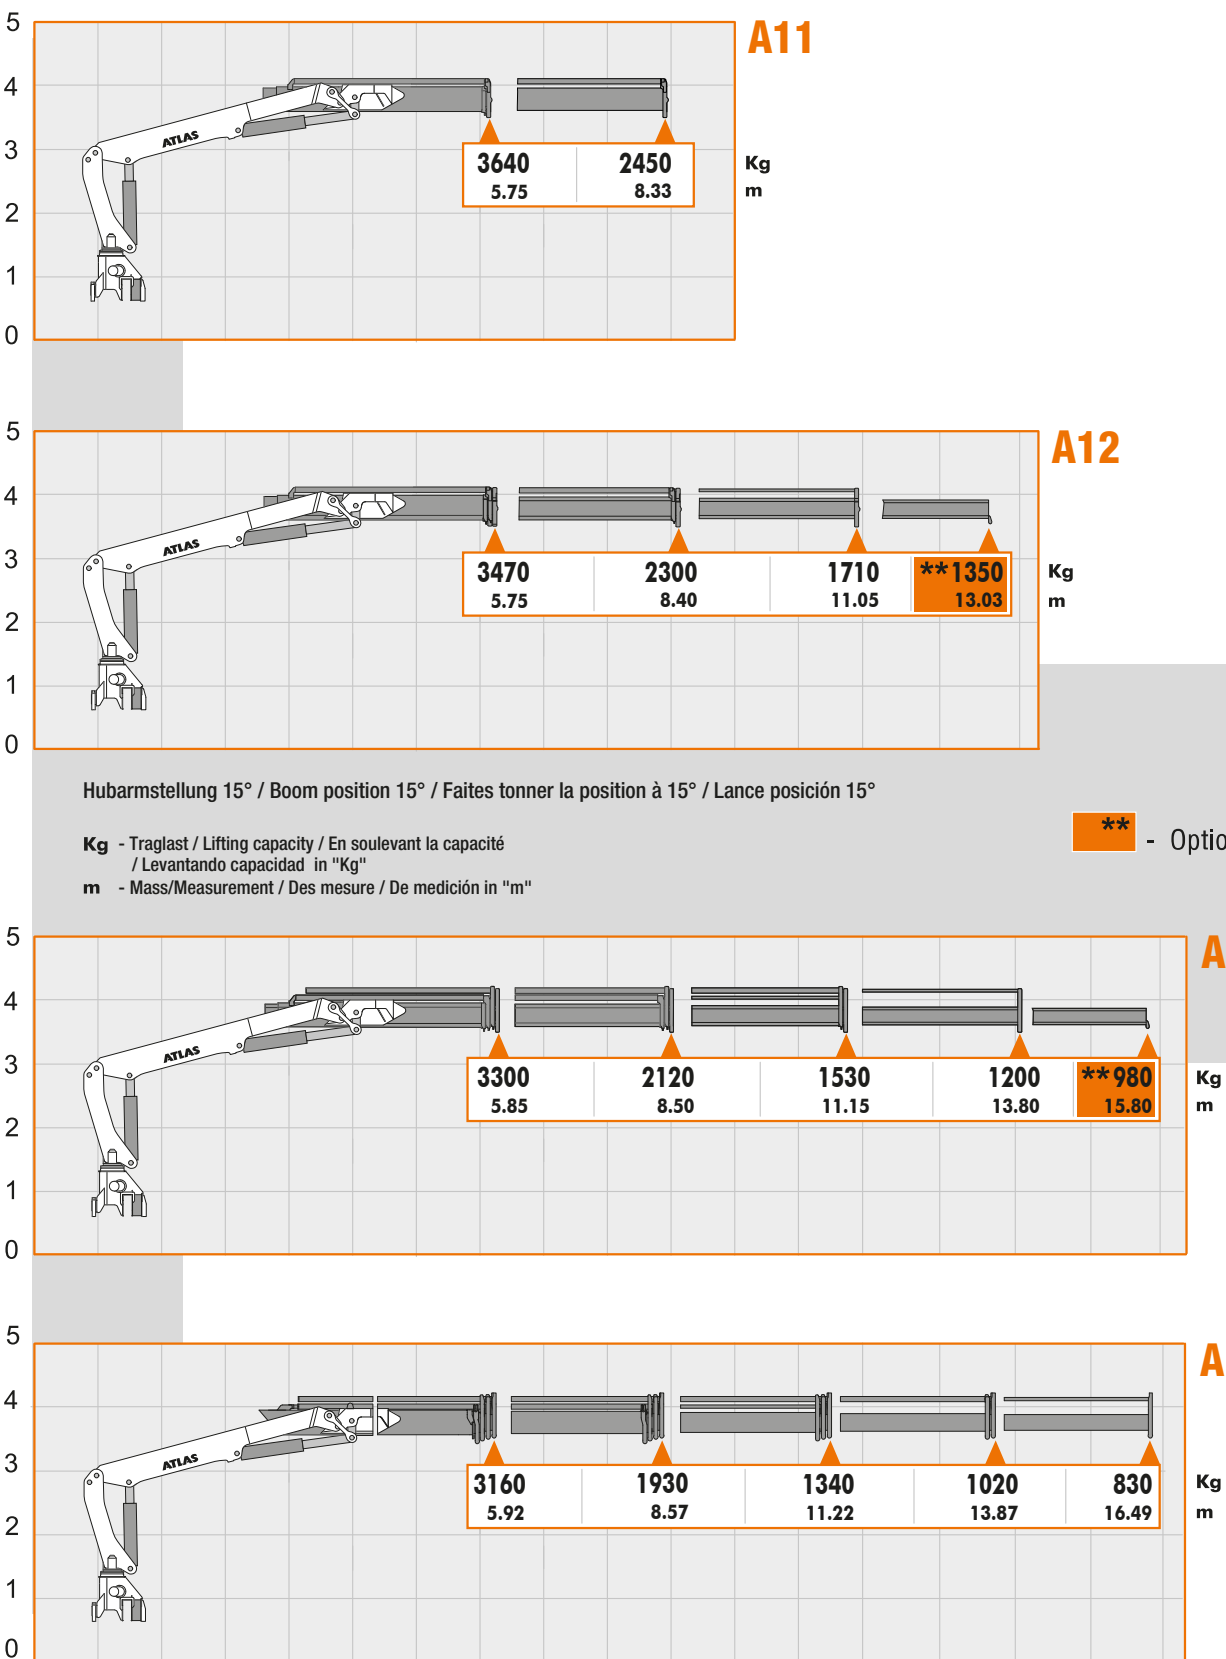 A11
5
4
3
2
1
0
ATLAS
3640 2450 Kg
5.75 8.33 m
A12
5
4
3
2
1
0
ATLAS
3470 2300 1710 **1350 Kg
5.75 8.40 11.05 13.03 m
Hubarmstellung 15° / Boom position 15° / Faites tonner la position à 15° / Lance posición 15°
Kg - Traglast / Lifting capacity / En soulevant la capacité
/ Levantando capacidad in "Kg"
m - Mass/Measurement / Des mesure / De medición in "m"
** - Optio
A
5
4
3
2
1
0
ATLAS
3300 2120 1530 1200 **980 Kg
5.85 8.50 11.15 13.80 15.80 m
A
5
4
3
2
1
0
ATLAS
3160 1930 1340 1020 830 Kg
5.92 8.57 11.22 13.87 16.49 m